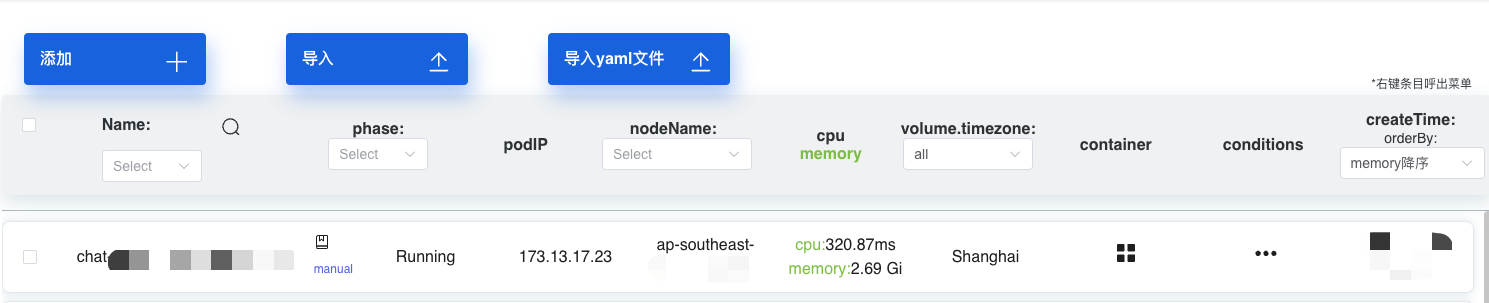 添加
导入
导入yaml文件
*右键条目呼出菜单
Name:
Select
phase:
Select
podIP
nodeName:
Select
cpu
memory
volume.timezone:
all
container
conditions
createTime:
orderBy:
memory降序
chat-
manual
Running
173.13.17.23
ap-southeast-
cpu:320.87ms
memory:2.69 Gi
Shanghai